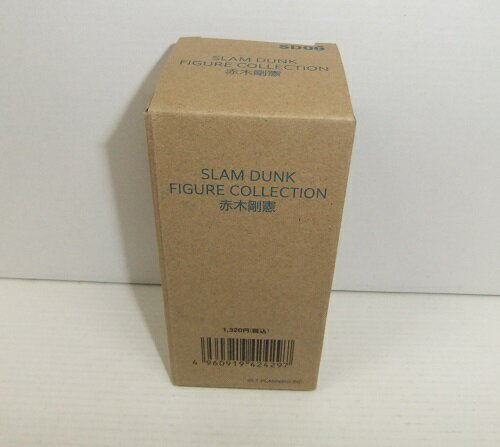 SLAM DUNK
FIGURE COLLECTION
赤木剛憲
SLAM DUNK
FIGURE COLLECTION
赤木剛憲
1,320円(税込)
4 960919 424297